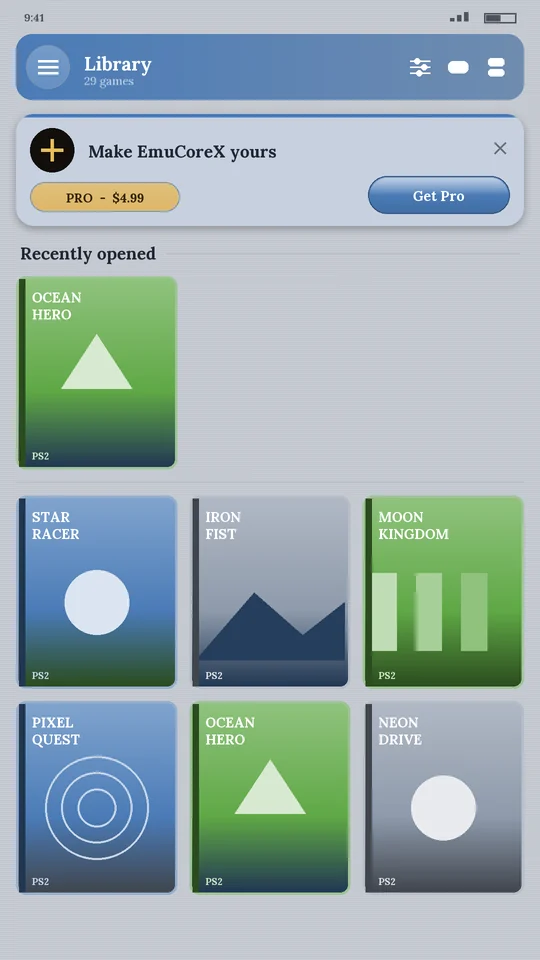 9:41
Library
29 games
Make EmuCoreX yours
PRO - $4.99
Get Pro
Recently opened
OCEAN
HERO
PS2
STAR
RACER
PS2
IRON
FIST
PS2
MOON
KINGDOM
PS2
PIXEL
QUEST
PS2
OCEAN
HERO
PS2
NEON
DRIVE
PS2